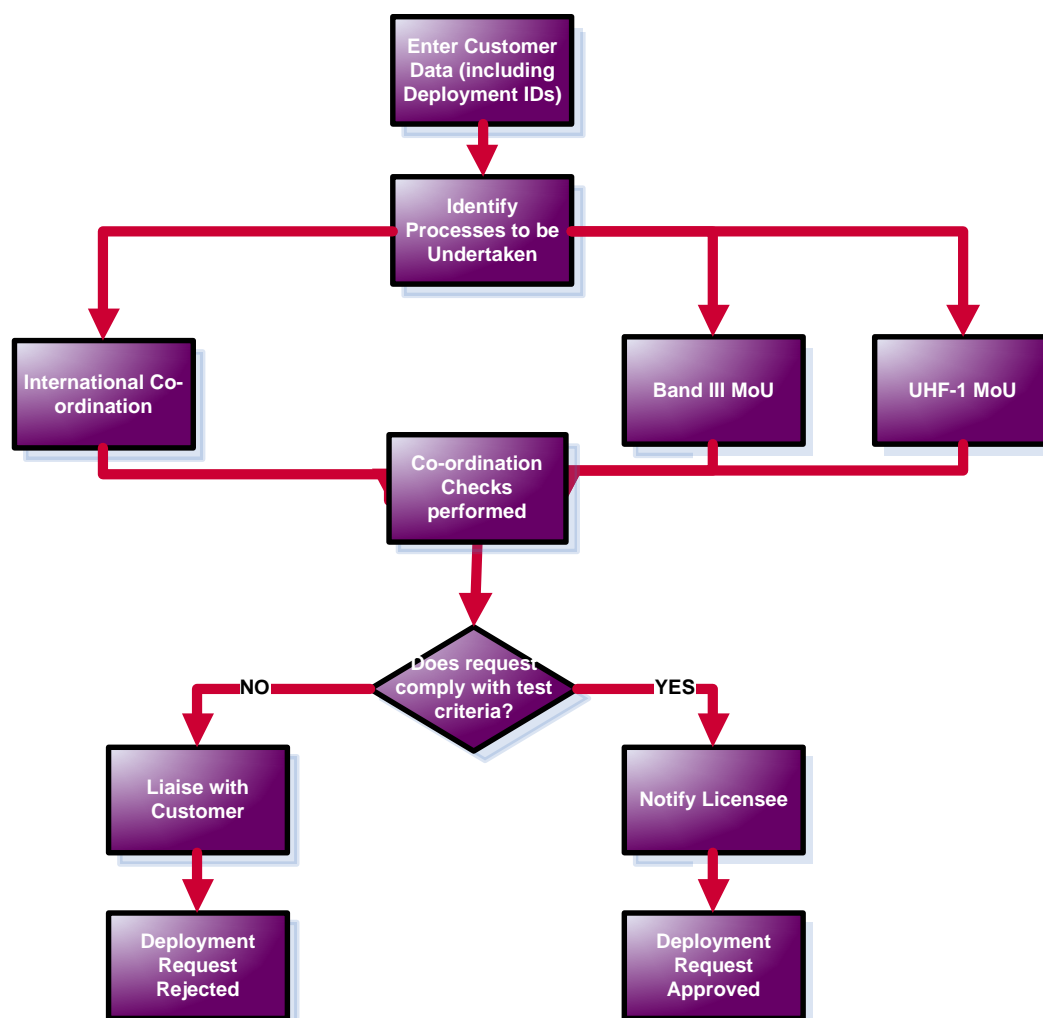 Enter Customer
Data (including
Deployment IDs)
Identify
Processes to be
Undertaken
International Co-
ordination
Band III MoU
UHF-1 MoU
Co-ordination
Checks
performed
Does request
comply with test
criteria?
NO
YES
Liaise with
Customer
Notify Licensee
Deployment
Request
Rejected
Deployment
Request
Approved